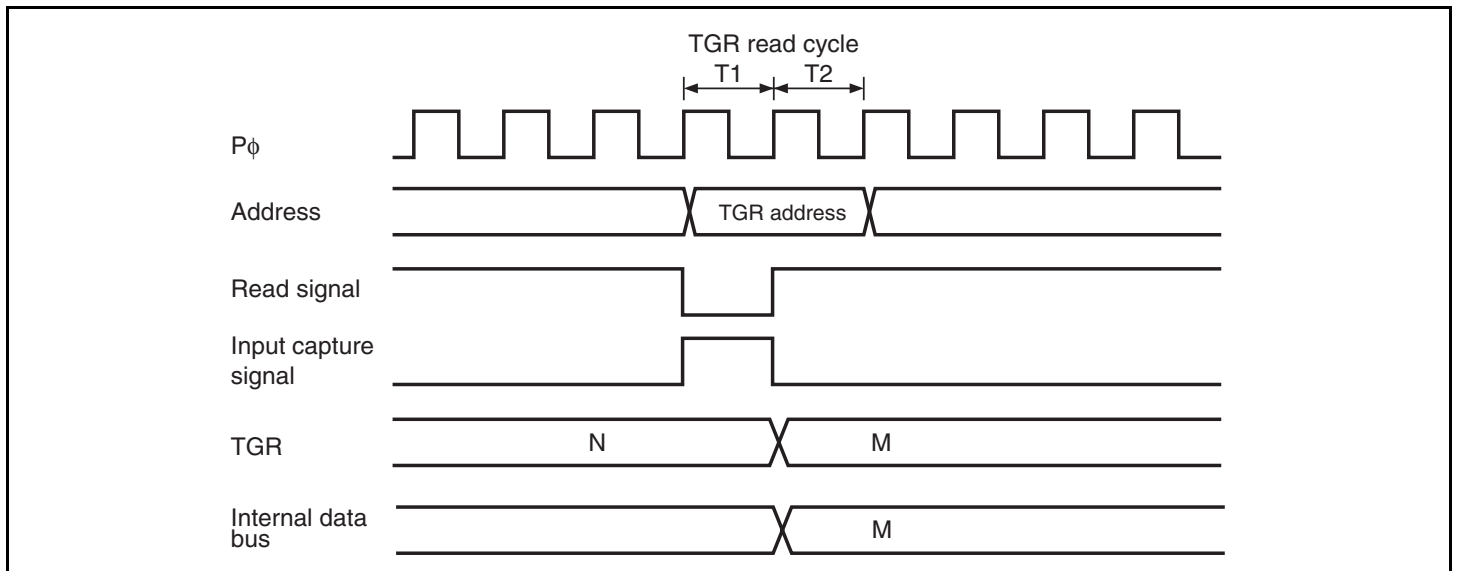 TGR read cycle
T1 T2
Pϕ
Address
TGR address
Read signal
Input capture
signal
TGR
N
M
Internal data
bus
M